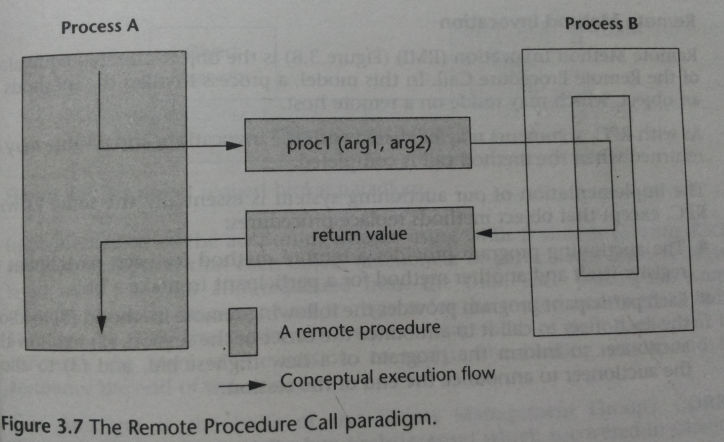 Process A
Process B
proc1 (arg1, arg2)
return value
A remote procedure
Conceptual execution flow
Figure 3.7 The Remote Procedure Call paradigm.